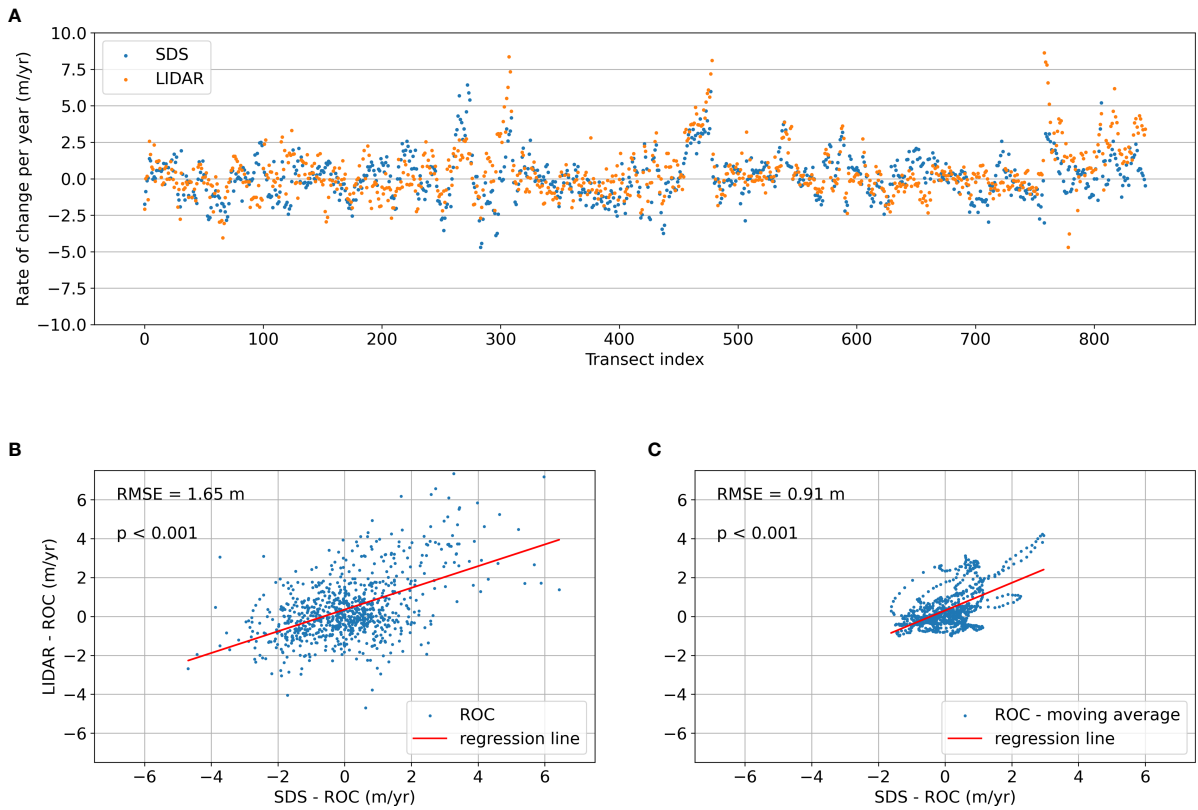 A
Rate of change per year (m/yr)
10.0
7.5
5.0
2.5
0.0
−2.5
−5.0
−7.5
−10.0
SDS
LIDAR
0 100 200 300 400 500 600 700 800
Transect index
B
LIDAR - ROC (m/yr)
6
4
2
0
−2
−4
−6
RMSE = 1.65 m
p < 0.001
ROC
regression line
−6 −4 −2 0 2 4 6
SDS - ROC (m/yr)
C
6
4
2
0
−2
−4
−6
RMSE = 0.91 m
p < 0.001
ROC - moving average
regression line
−6 −4 −2 0 2 4 6
SDS - ROC (m/yr)